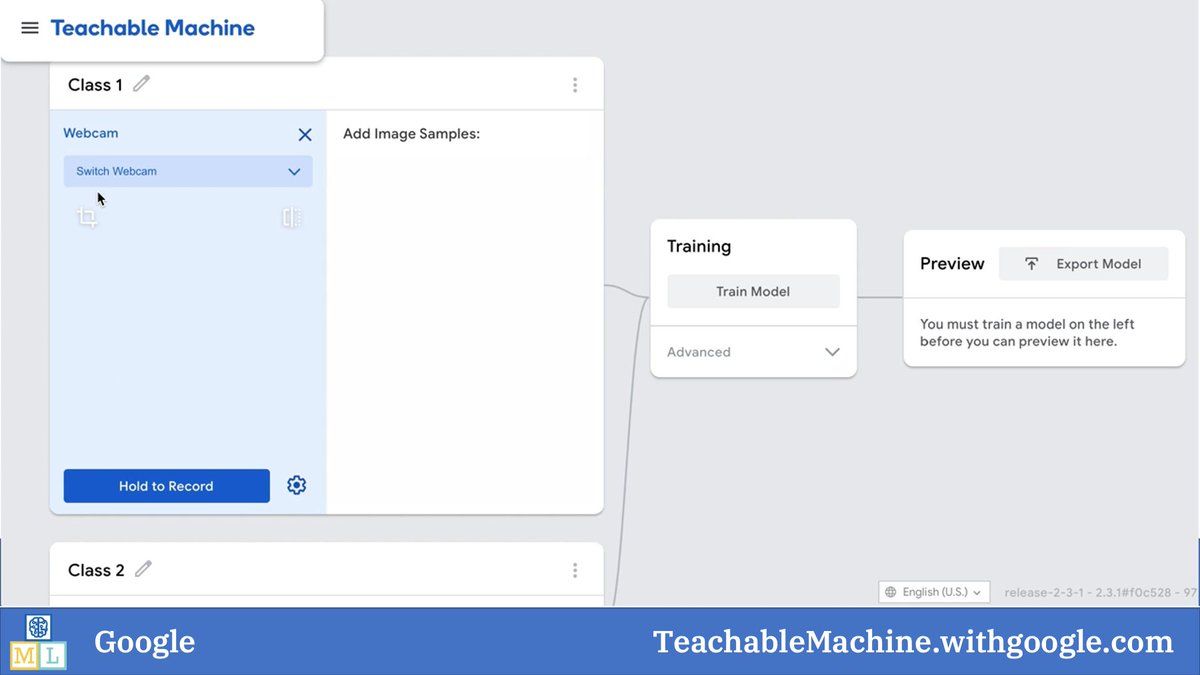 Teachable Machine
Class 1
Webcam
Add Image Samples:
Switch Webcam
Hold to Record
Class 2
Training
Train Model
Advanced
Preview
Export Model
You must train a model on the left
before you can preview it here.
English (U.S.)
release-2-3-1 - 2.3.1#f0c528 - 97
M L
Google
TeachableMachine.withgoogle.com